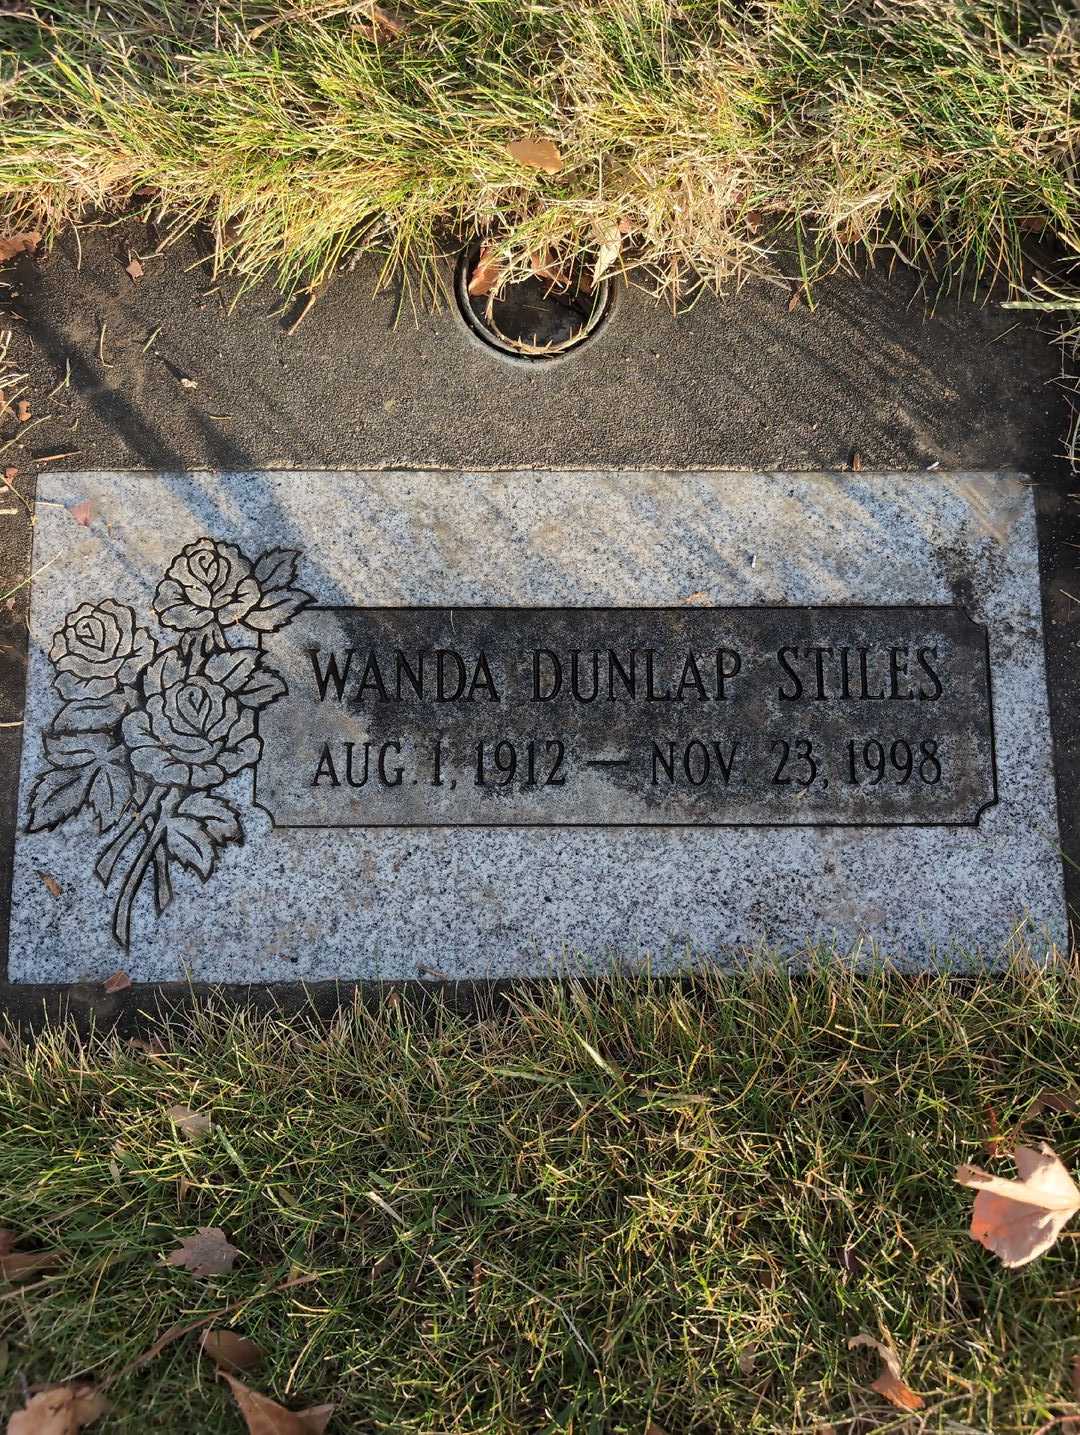 WANDA DUNLAP STILES
AUG. 1, 1912 — NOV. 23, 1998